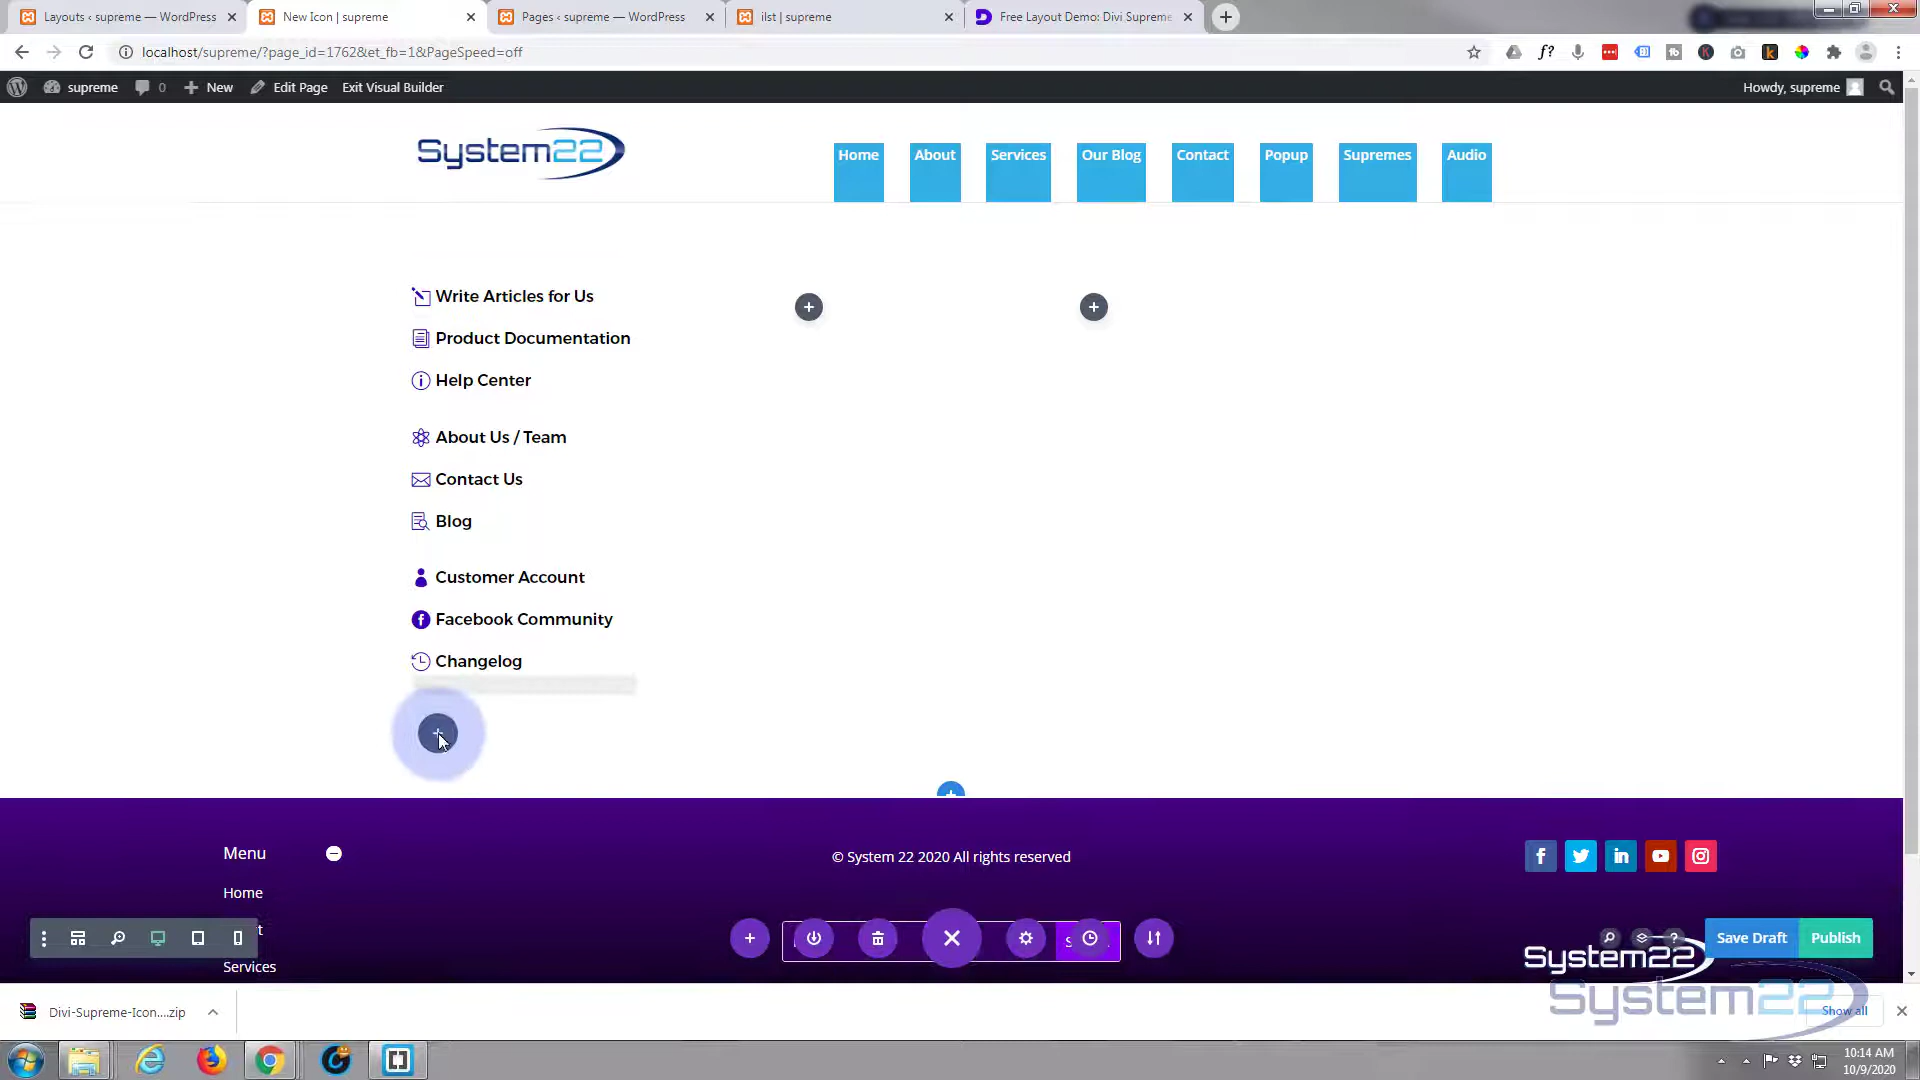 Layouts ‹ supreme — WordPress
New Icon | supreme
Pages ‹ supreme — WordPress
ilst | supreme
Free Layout Demo: Divi Supreme
localhost/supreme/?page_id=1762&et_fb=1&PageSpeed=off
supreme
0
New
Edit Page
Exit Visual Builder
Howdy, supreme
System22
Home
About
Services
Our Blog
Contact
Popup
Supremes
Audio
Write Articles for Us
Product Documentation
Help Center
About Us / Team
Contact Us
Blog
Customer Account
Facebook Community
Changelog
Menu
© System 22 2020 All rights reserved
Home
Services
Save Draft
Publish
System22
System22
Divi-Supreme-Icon....zip
Show all
10:14 AM
10/9/2020